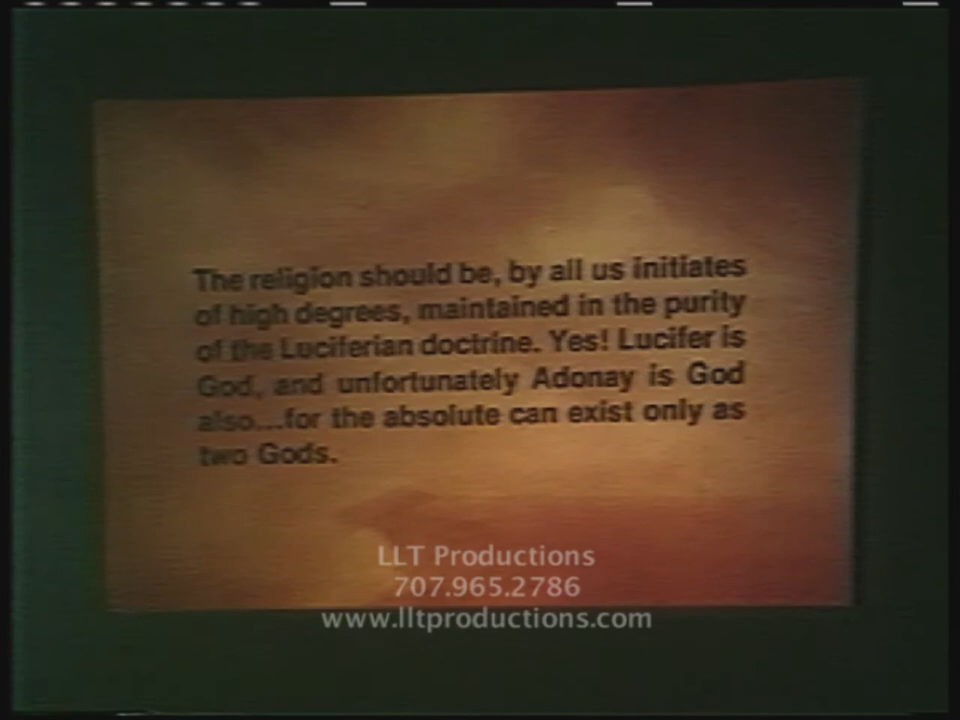 The religion should be, by all us initiates
of high degrees, maintained in the purity
of the Luciferian doctrine. Yes! Lucifer is
God, and unfortunately Adonay is God
also...for the absolute can exist only as
two Gods.
LLT Productions
707.965.2786
www.lltproductions.com